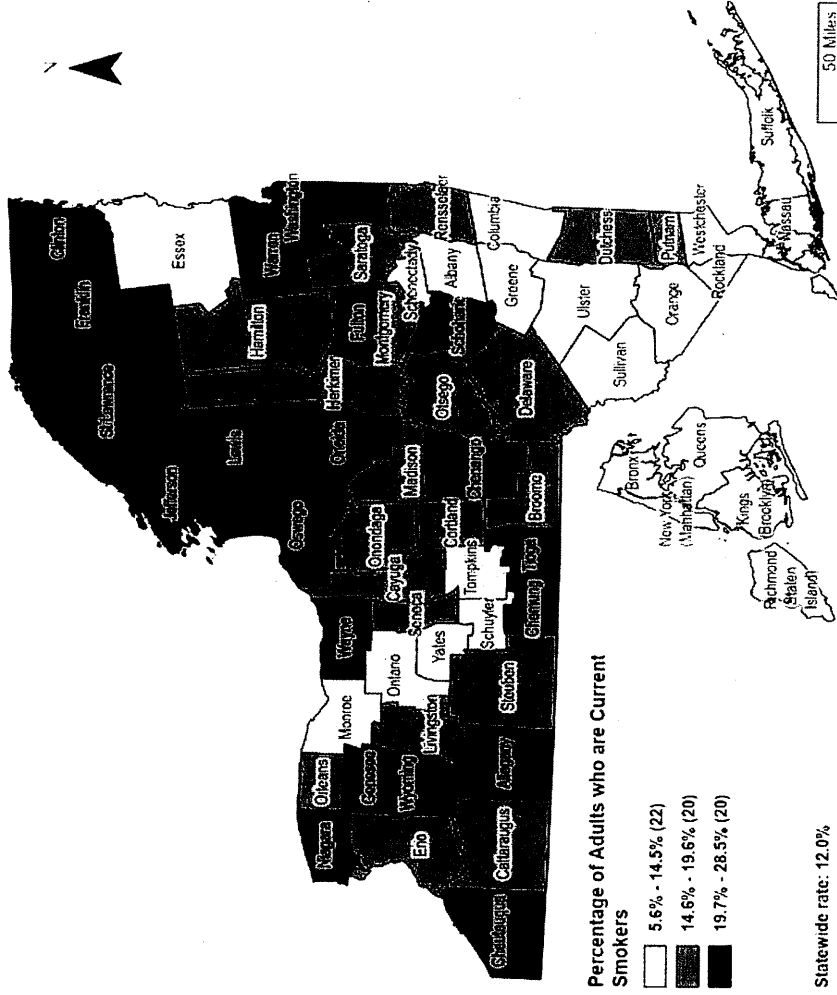 N
Clinton
Franklin
St Lawrence
Essex
Jefferson
Lewis
Hamilton
Warren
Washington
Oswego
Oneida
Herkimer
Fulton
Saratoga
Niagara
Orleans
Monroe
Wayne
Cayuga
Onondaga
Madison
Montgomery
Schenectady
Rensselaer
Genesee
Ontario
Seneca
Erie
Wyoming
Livingston
Yates
Cortland
Chenango
Otsego
Schoharie
Albany
Tompkins
Schuyler
Chautauqua
Cattaraugus
Allegany
Steuben
Chemung
Tioga
Broome
Delaware
Greene
Columbia
Ulster
Dutchess
Sullivan
Orange
Putnam
Westchester
Rockland
Suffolk
Nassau
Bronx
New York
(Manhattan)
Queens
Kings
(Brooklyn)
Richmond
(Staten
Island)
50 Miles
Percentage of Adults who are Current
Smokers
5.6% - 14.5% (22)
14.6% - 19.6% (20)
19.7% - 28.5% (20)
Statewide rate: 12.0%